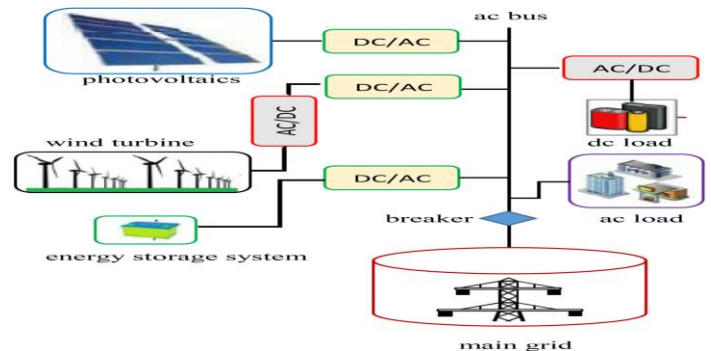 ac bus
DC/AC
photovoltaics
AC/DC
DC/AC
AC/DC
dc load
wind turbine
DC/AC
breaker
ac load
energy storage system
main grid